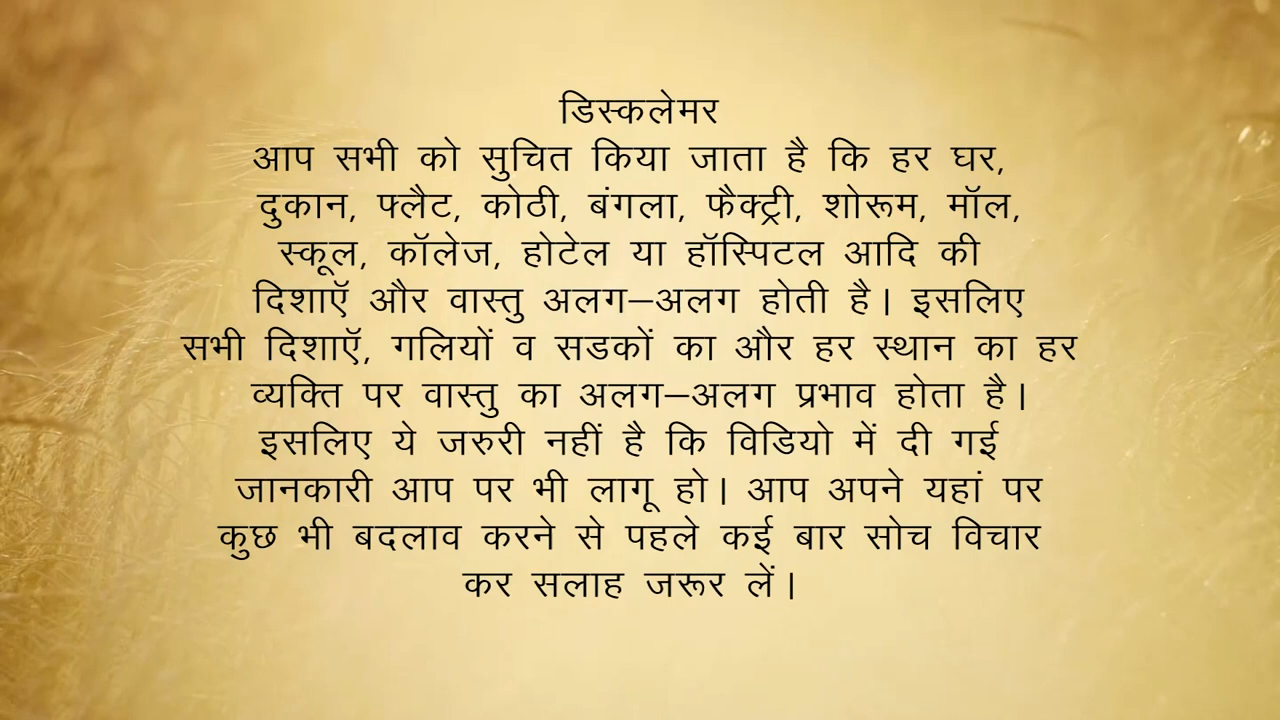 डिस्कलेमर
आप सभी को सुचित किया जाता है कि हर घर,
दुकान, फ्लैट, कोठी, बंगला, फैक्ट्री, शोरूम, मॉल,
स्कूल, कॉलेज, होटेल या हॉस्पिटल आदि की
दिशाऍ और वास्तु अलग–अलग होती है। इसलिए
सभी दिशाऍ, गलियों व सडकों का और हर स्थान का हर
व्यक्ति पर वास्तु का अलग–अलग प्रभाव होता है।
इसलिए ये जरुरी नहीं है कि विडियो में दी गई
जानकारी आप पर भी लागू हो। आप अपने यहां पर
कुछ भी बदलाव करने से पहले कई बार सोच विचार
कर सलाह जरूर लें।